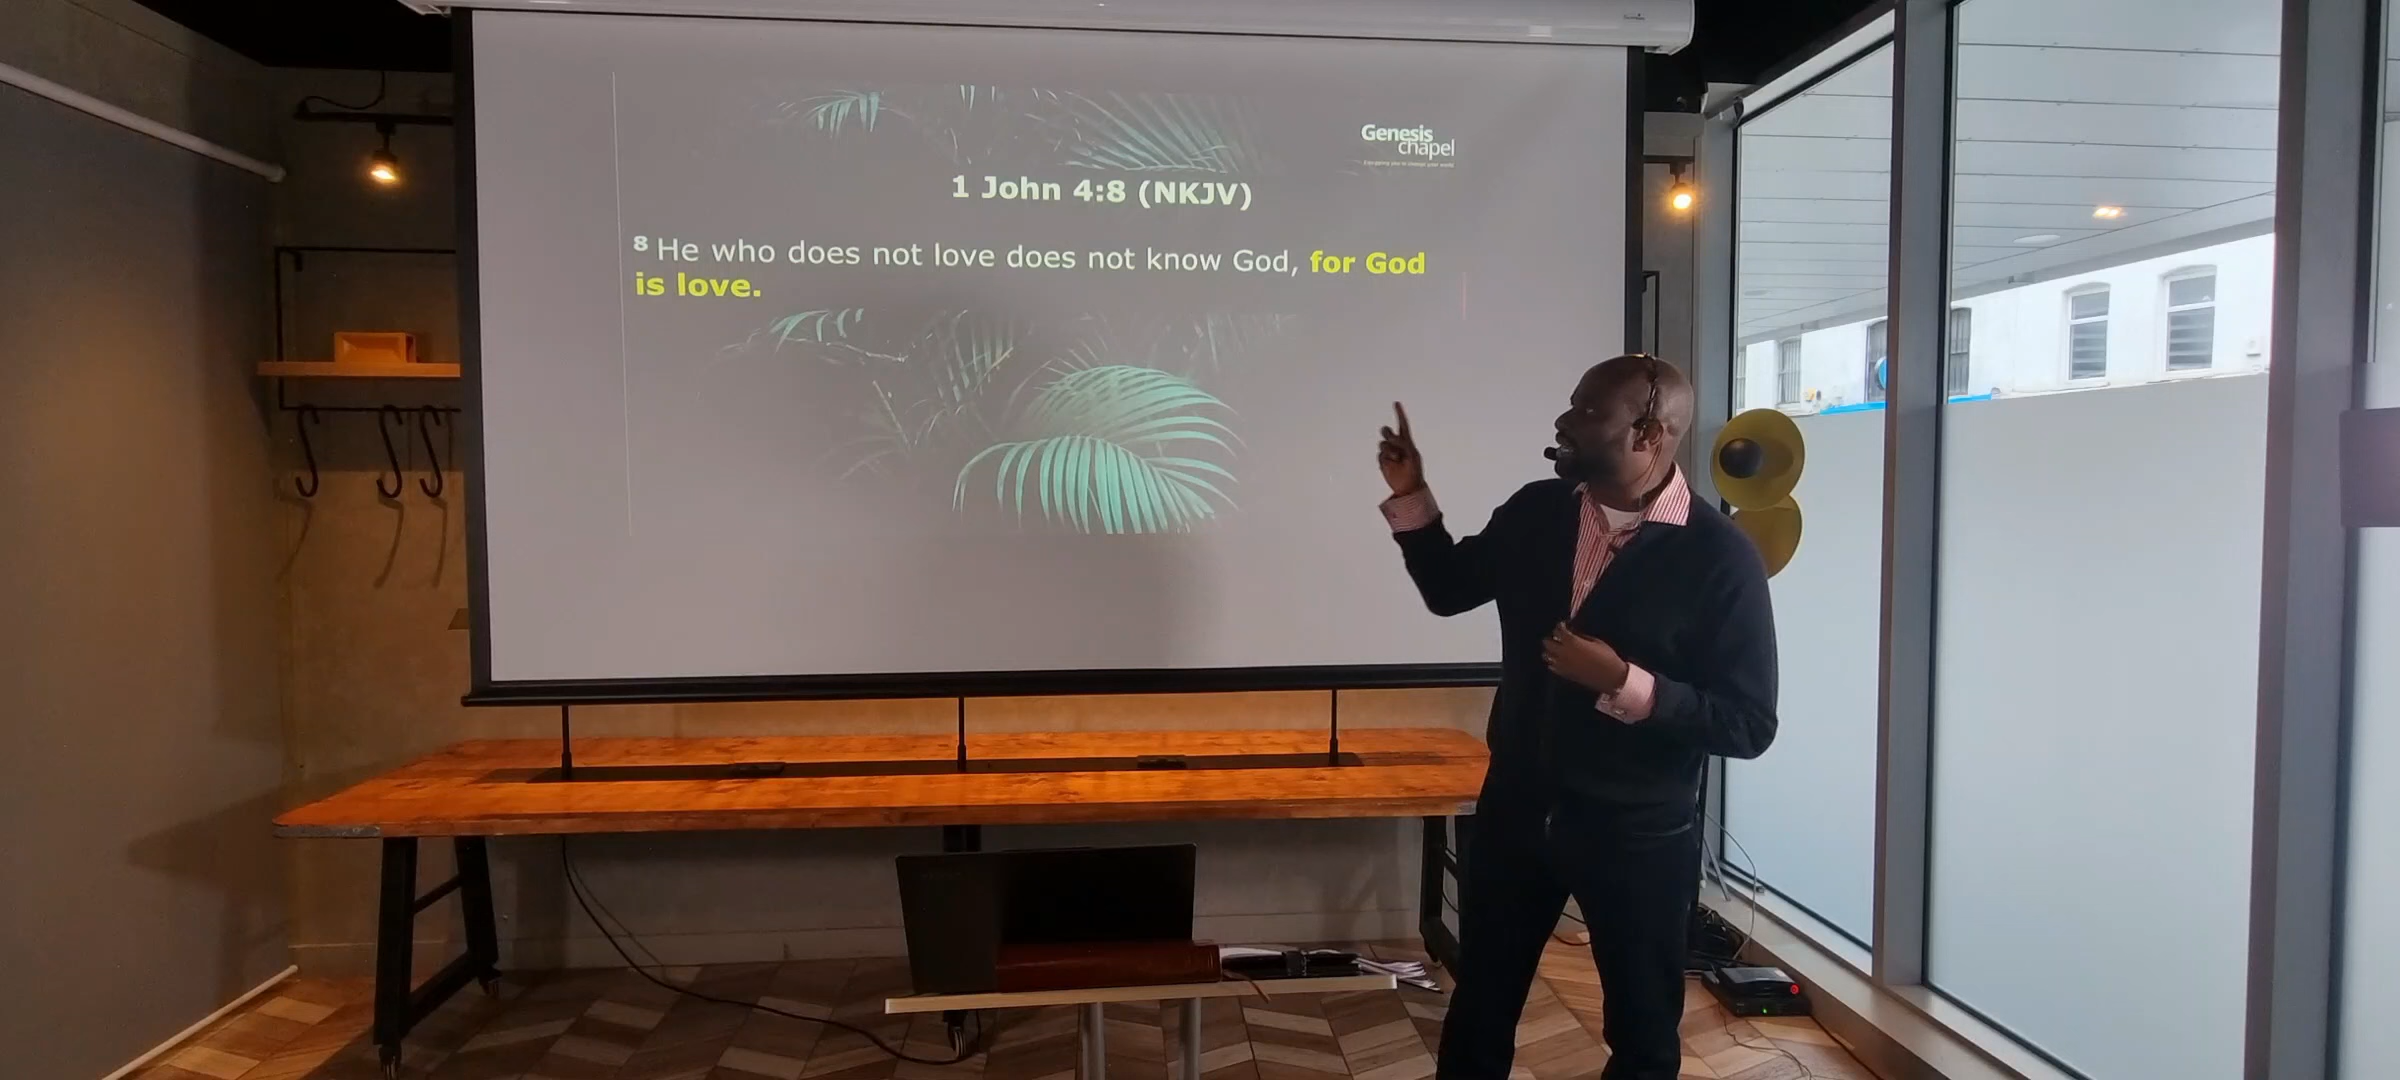 Genesis
chapel
1 John 4:8 (NKJV)
8 He who does not love does not know God, for God
is love.